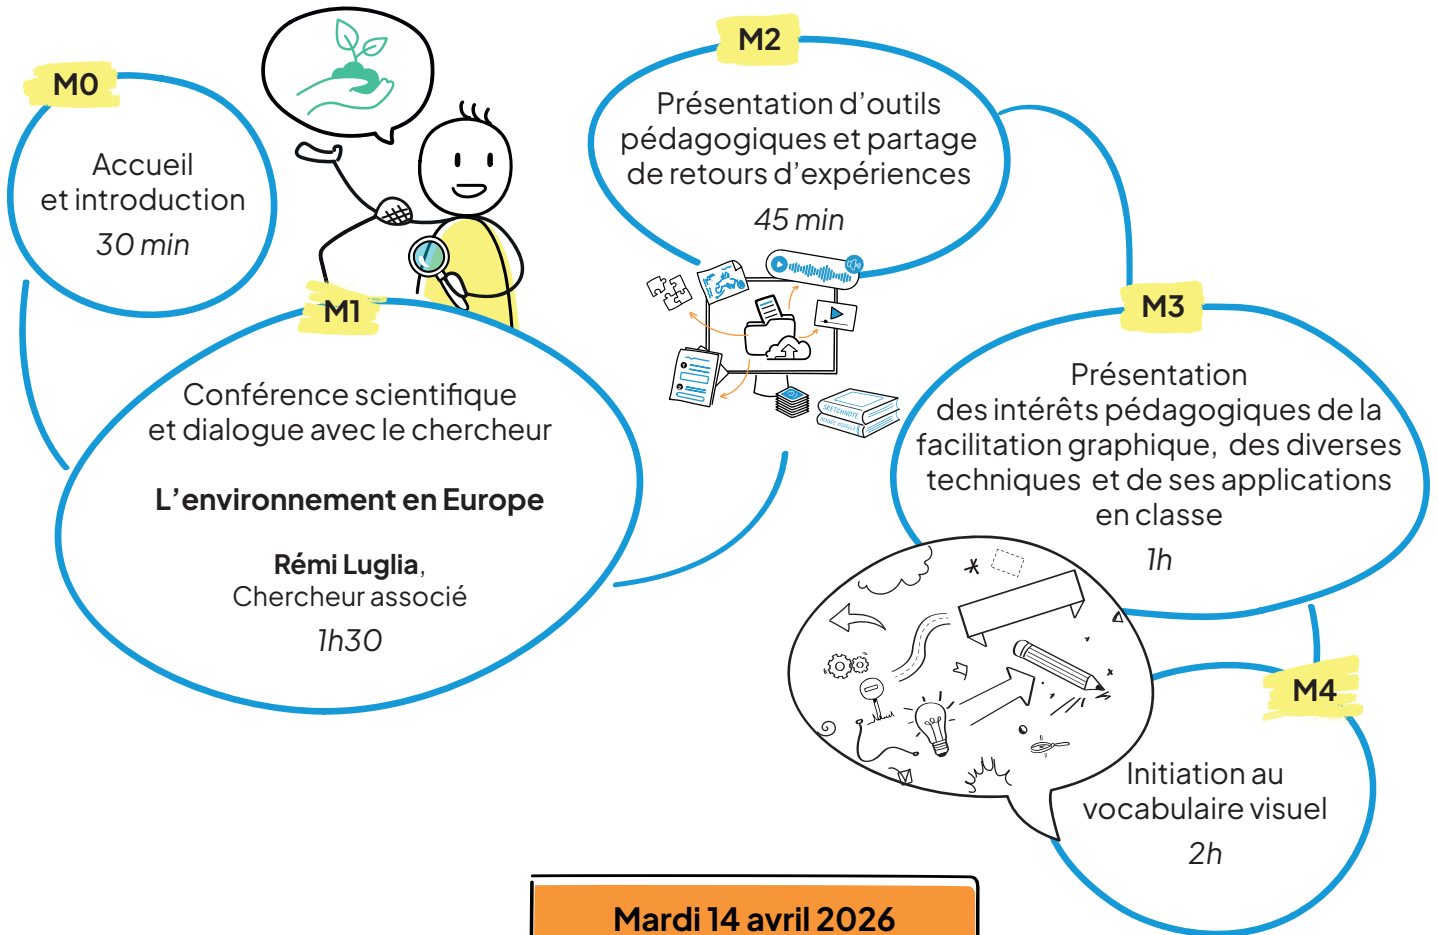 M0
Accueil
et introduction
30 min
M1
Conférence scientifique
et dialogue avec le chercheur
L'environnement en Europe
Rémi Luglia,
Chercheur associé
1h30
M2
Présentation d'outils
pédagogiques et partage
de retours d'expériences
45 min
SKETCHNOTE
PENSÉE VISUELLE
M3
Présentation
des intérêts pédagogiques de la
facilitation graphique, des diverses
techniques et de ses applications
en classe
1h
M4
Initiation au
vocabulaire visuel
2h
Mardi 14 avril 2026